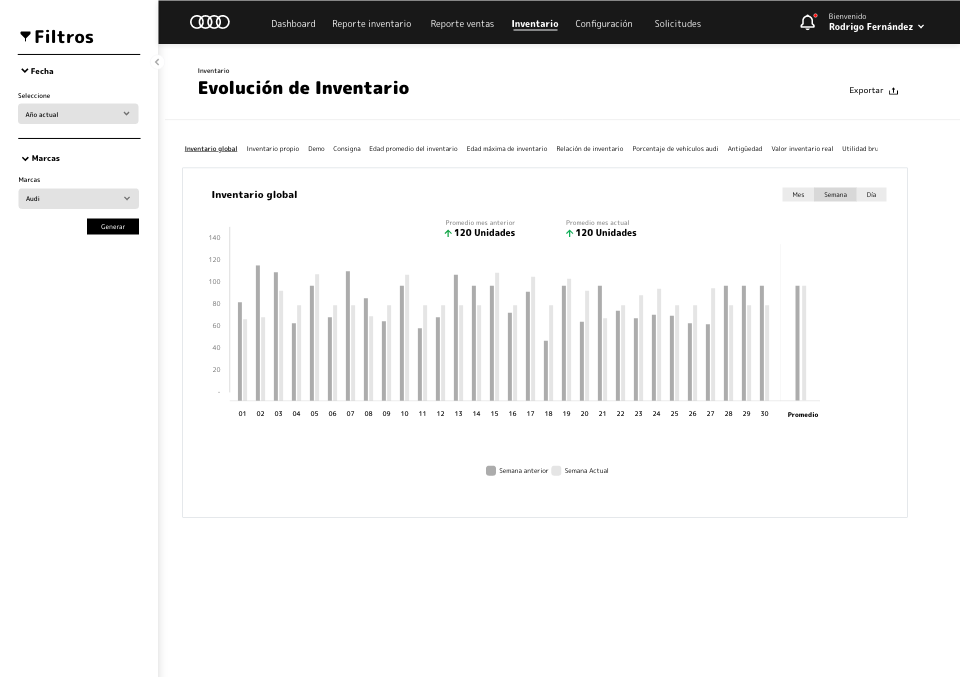 Filtros
Fecha
Seleccione
Año actual
Marcas
Marcas
Audi
Generar
Dashboard Reporte inventario Reporte ventas Inventario Configuración Solicitudes
Bienvenido
Rodrigo Fernández
Inventario
Evolución de Inventario
Exportar
Inventario global Inventario propio Demo Consigna Edad promedio del inventario Edad máxima de inventario Relación de inventario Porcentaje de vehículos audi Antigüedad Valor inventario real Utilidad bru
Inventario global
Mes Semana Día
Promedio mes anterior Promedio mes actual
120 Unidades 120 Unidades
140
120
100
80
60
40
20
-
01 02 03 04 05 06 07 08 09 10 11 12 13 14 15 16 17 18 19 20 21 22 23 24 25 26 27 28 29 30 Promedio
Semana anterior Semana Actual